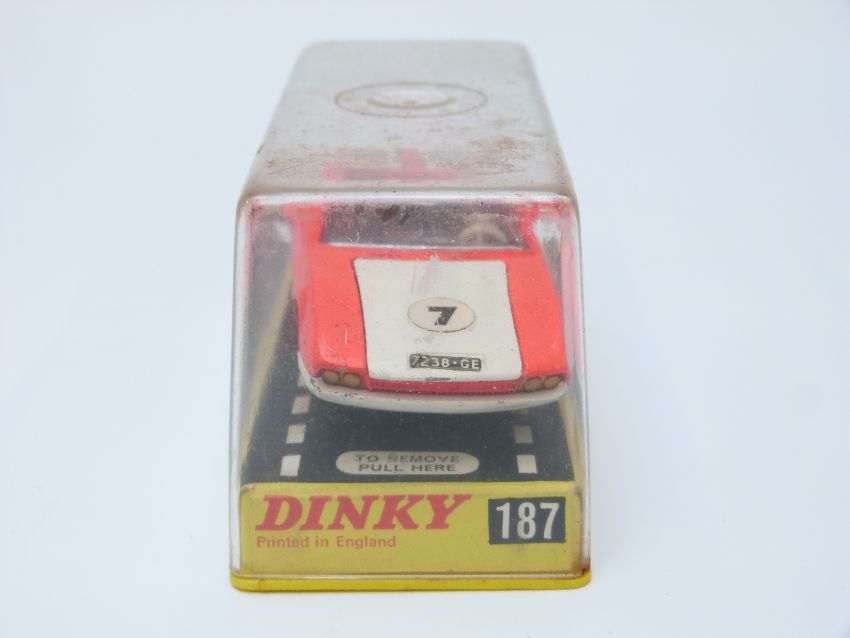 7
7238·GE
TO REMOVE
PULL HERE
DINKY 187
Printed in England